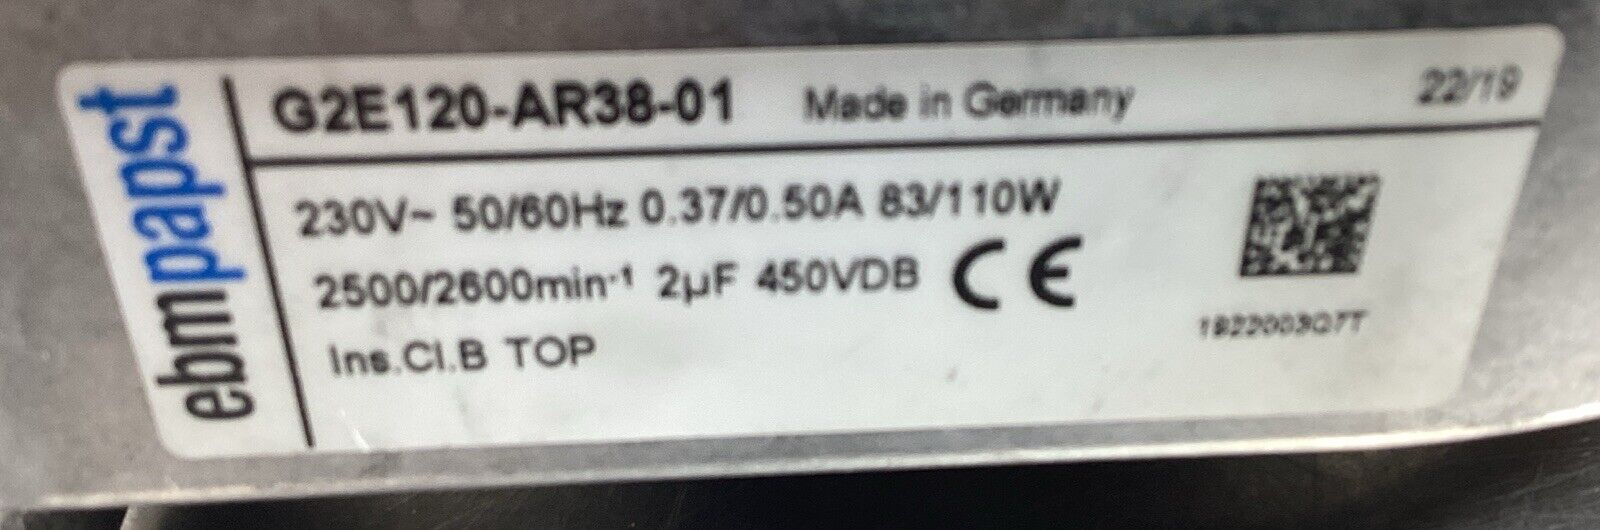 ebmpapst
G2E120-AR38-01 Made in Germany 22/19
230V~ 50/60Hz 0.37/0.50A 83/110W
2500/2600min-1 2µF 450VDB CE
Ins.Cl.B TOP
1822003Q7T